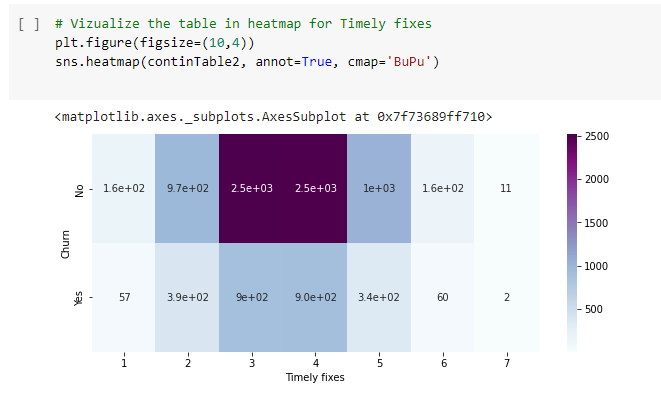 [ ] # Vizualize the table in heatmap for Timely fixes
plt.figure(figsize=(10,4))
sns.heatmap(continTable2, annot=True, cmap='BuPu')
<matplotlib.axes._subplots.AxesSubplot at 0x7f73689ff710>
No 1.6e+02 9.7e+02 2.5e+03 2.5e+03 1e+03 1.6e+02 11
Churn
Yes 57 3.9e+02 9e+02 9.0e+02 3.4e+02 60 2
1 2 3 4 5 6 7
Timely fixes
2500
2000
1500
1000
500